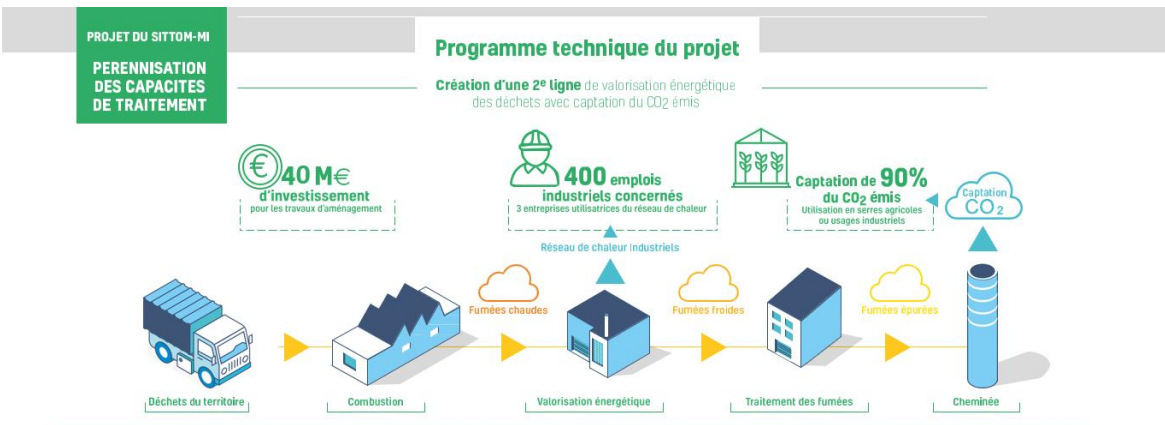 PROJET DU SITTOM-MI
PERENNISATION
DES CAPACITES
DE TRAITEMENT
Programme technique du projet
Création d'une 2e ligne de valorisation énergétique
des déchets avec captation du CO2 émis
€
40 M€
d'investissement
pour les travaux d'aménagement
400 emplois
industriels concernés
3 entreprises utilisatrices du réseau de chaleur
Captation de 90%
du CO2 émis
Utilisation en serres agricoles
ou usages industriels
Captation
CO2
Réseau de chaleur Industriels
Fumées chaudes
Fumées froides
Fumées épurées
Déchets du territoire
Combustion
Valorisation énergétique
Traitement des fumées
Cheminée